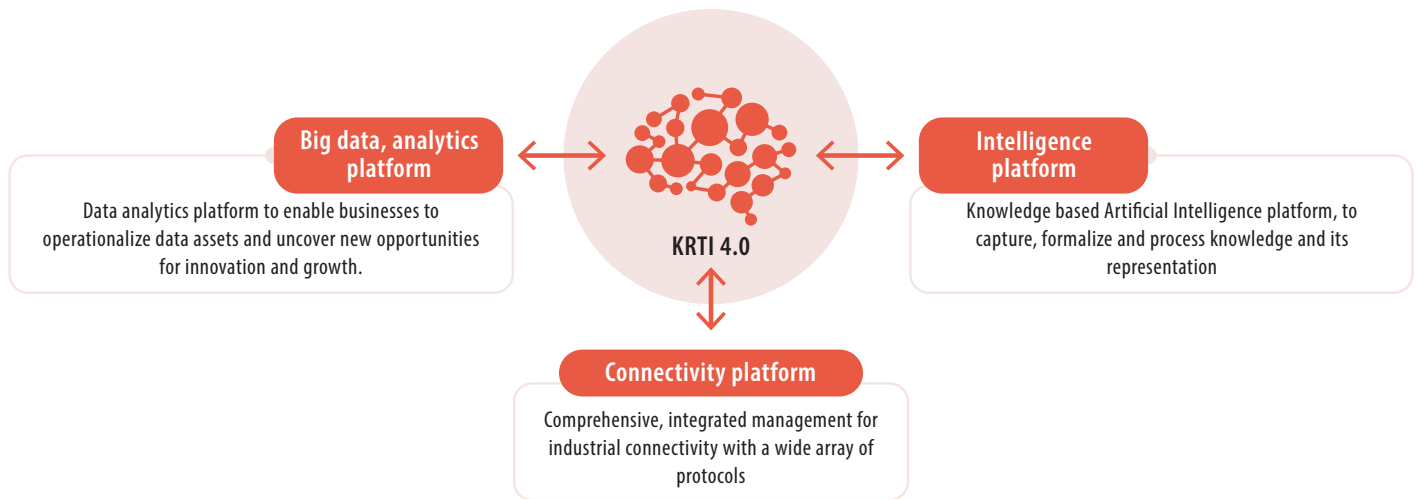 Big data, analytics
platform
Data analytics platform to enable businesses to
operationalize data assets and uncover new opportunities
for innovation and growth.
KRTI 4.0
Intelligence
platform
Knowledge based Artificial Intelligence platform, to
capture, formalize and process knowledge and its
representation
Connectivity platform
Comprehensive, integrated management for
industrial connectivity with a wide array of
protocols